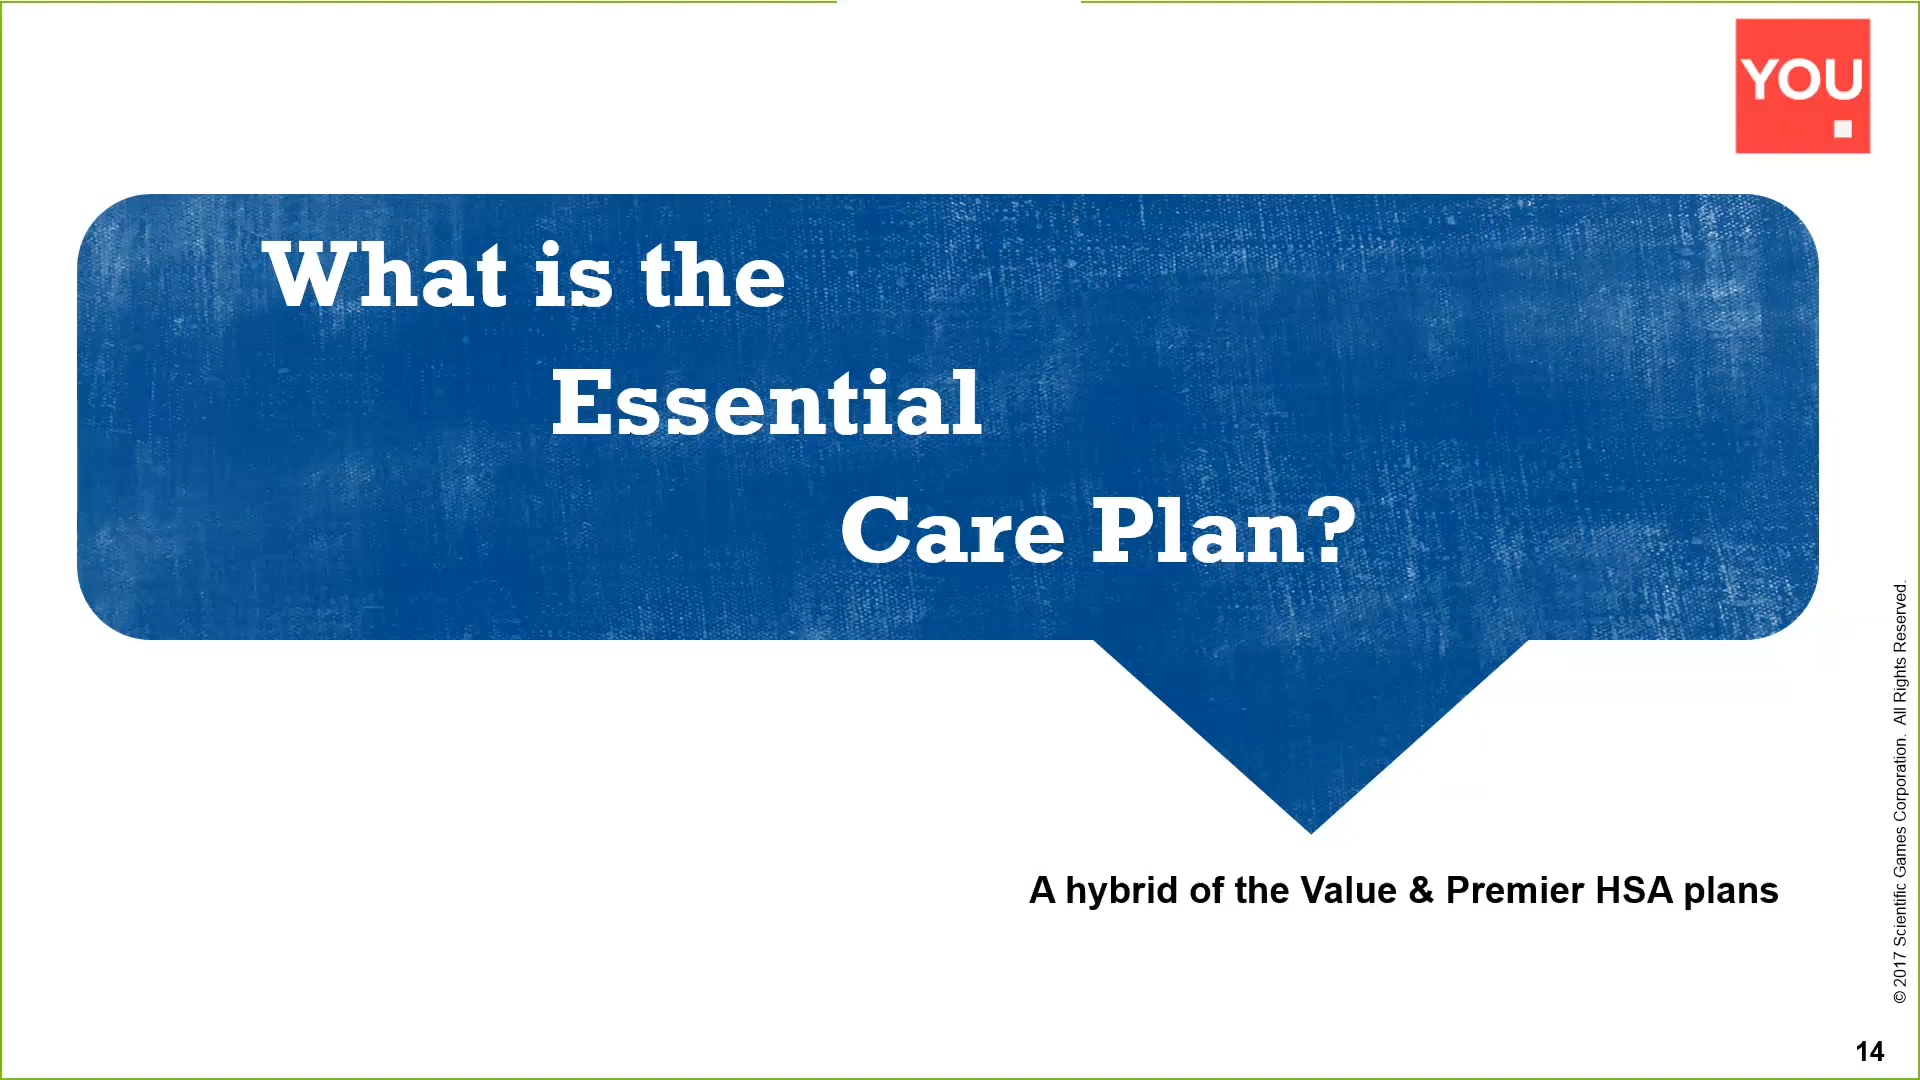 YOU
What is the
Essential
Care Plan?
A hybrid of the Value & Premier HSA plans
© 2017 Scientific Games Corporation. All Rights Reserved.
14